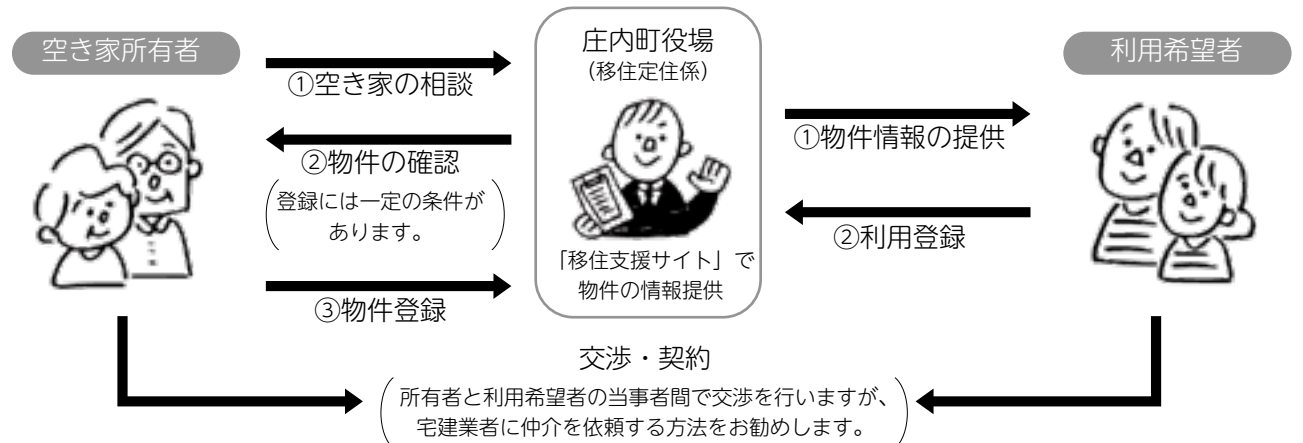 空き家所有者
①空き家の相談
②物件の確認
登録には一定の条件が
あります。
③物件登録
庄内町役場
（移住定住係）
「移住支援サイト」で
物件の情報提供
利用希望者
①物件情報の提供
②利用登録
交渉・契約
所有者と利用希望者の当事者間で交渉を行いますが、
宅建業者に仲介を依頼する方法をお勧めします。